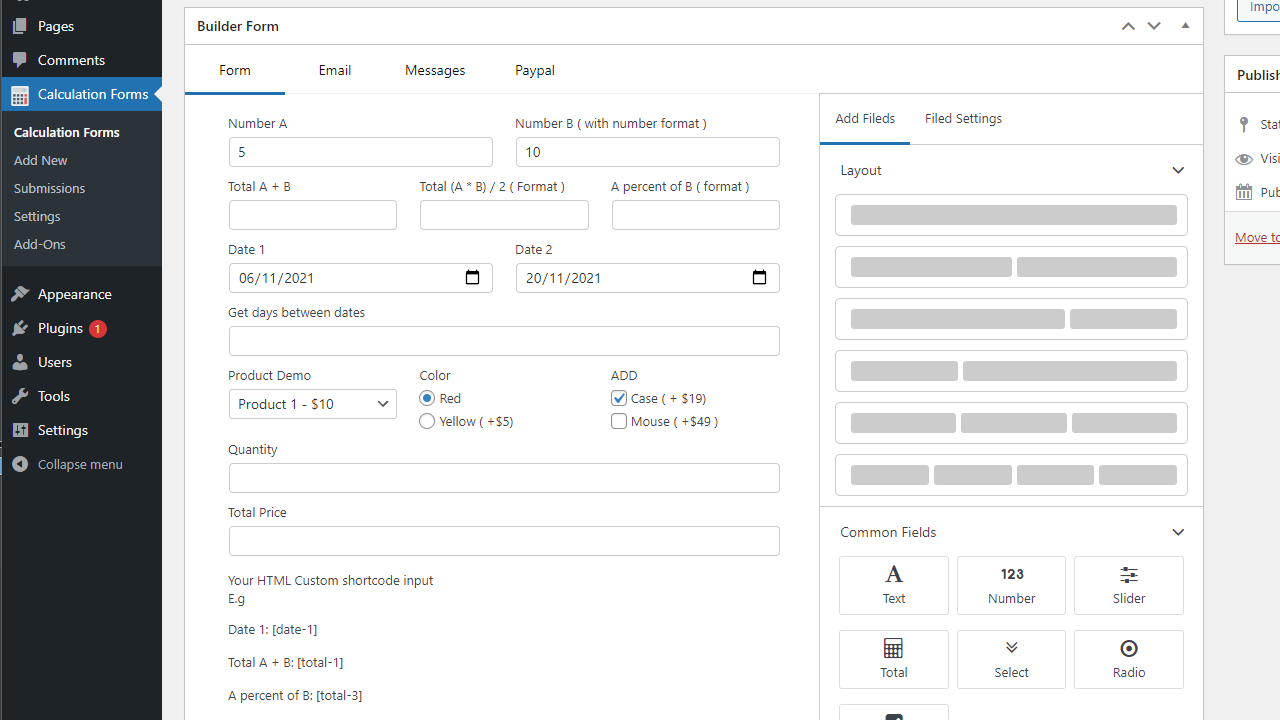 Pages
Comments
Calculation Forms
Calculation Forms
Add New
Submissions
Settings
Add-Ons
Appearance
Plugins 1
Users
Tools
Settings
Collapse menu
Builder Form
Form Email Messages Paypal
Number A Number B ( with number format )
5 10
Total A + B Total (A * B) / 2 ( Format ) A percent of B ( format )
Date 1 Date 2
06/11/2021 20/11/2021
Get days between dates
Product Demo Color ADD
Product 1 - $10 Red Case ( + $19)
Yellow ( +$5) Mouse ( +$49 )
Quantity
Total Price
Your HTML Custom shortcode input
E.g
Date 1: [date-1]
Total A + B: [total-1]
A percent of B: [total-3]
Add Fileds Filed Settings
Layout
Common Fields
Text 123 Number Slider
Total Select Radio
Impo
Publish
Stat
Visi
Pub
Move to